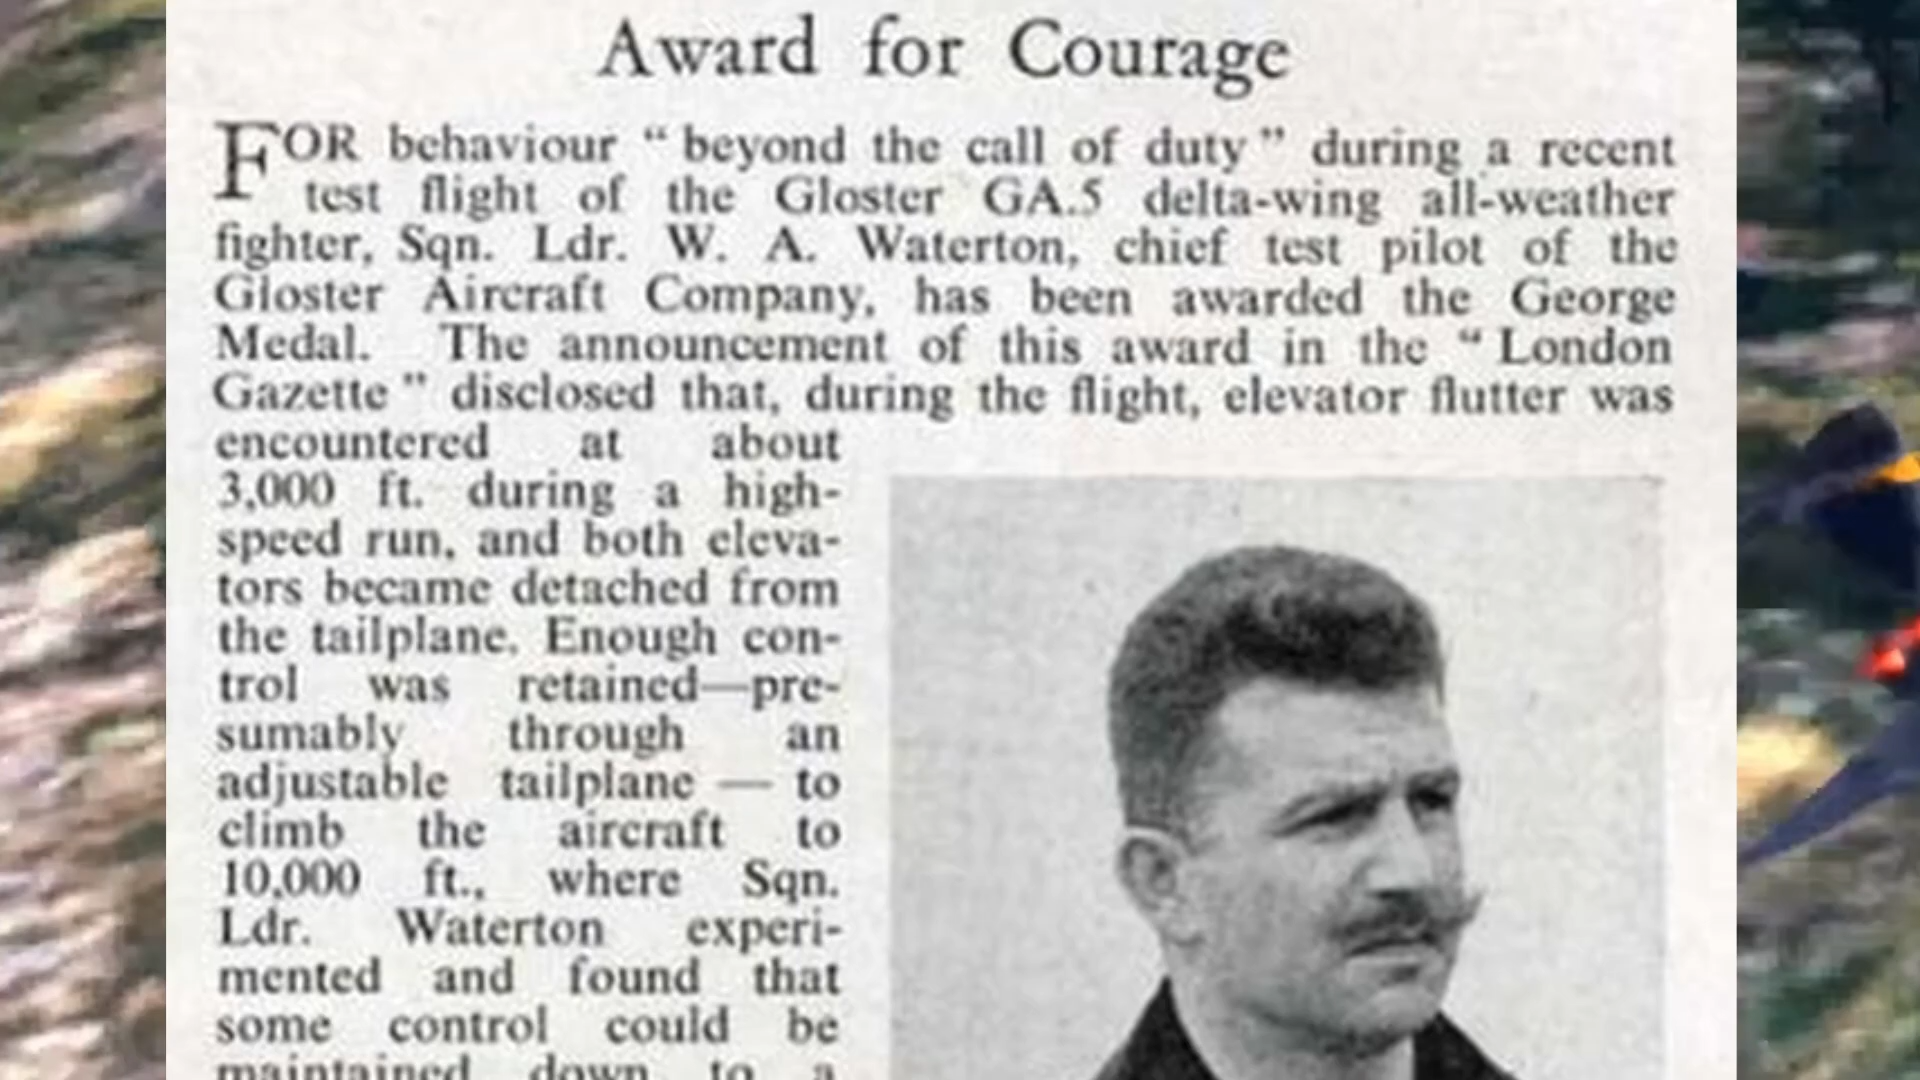 Award for Courage
FOR behaviour “ beyond the call of duty ” during a recent
test flight of the Gloster GA.5 delta-wing all-weather
fighter, Sqn. Ldr. W. A. Waterton, chief test pilot of the
Gloster Aircraft Company, has been awarded the George
Medal. The announcement of this award in the “ London
Gazette ” disclosed that, during the flight, elevator flutter was
encountered at about
3,000 ft. during a high-
speed run, and both eleva-
tors became detached from
the tailplane. Enough con-
trol was retained—pre-
sumably through an
adjustable tailplane — to
climb the aircraft to
10,000 ft., where Sqn.
Ldr. Waterton experi-
mented and found that
some control could be
maintained down to a